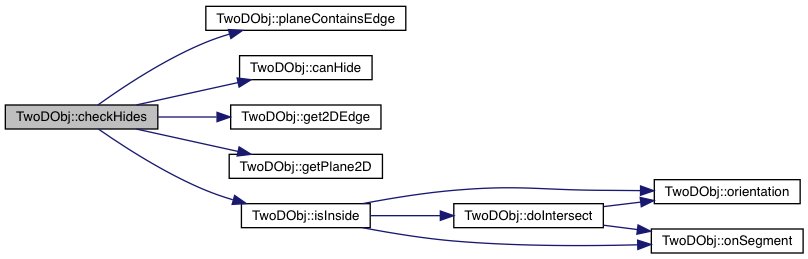 TwoDObj::planeContainsEdge
TwoDObj::canHide
TwoDObj::checkHides
TwoDObj::get2DEdge
TwoDObj::getPlane2D
TwoDObj::isInside
TwoDObj::doIntersect
TwoDObj::orientation
TwoDObj::onSegment